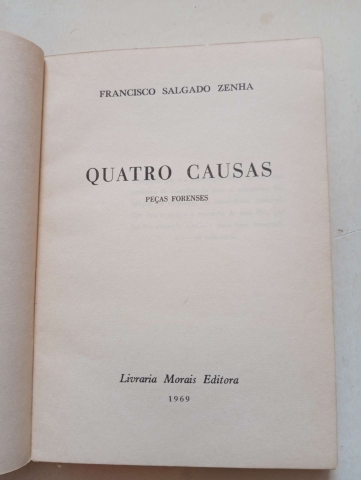 FRANCISCO SALGADO ZENHA
QUATRO CAUSAS
PEÇAS FORENSES
Livraria Morais Editora
1969